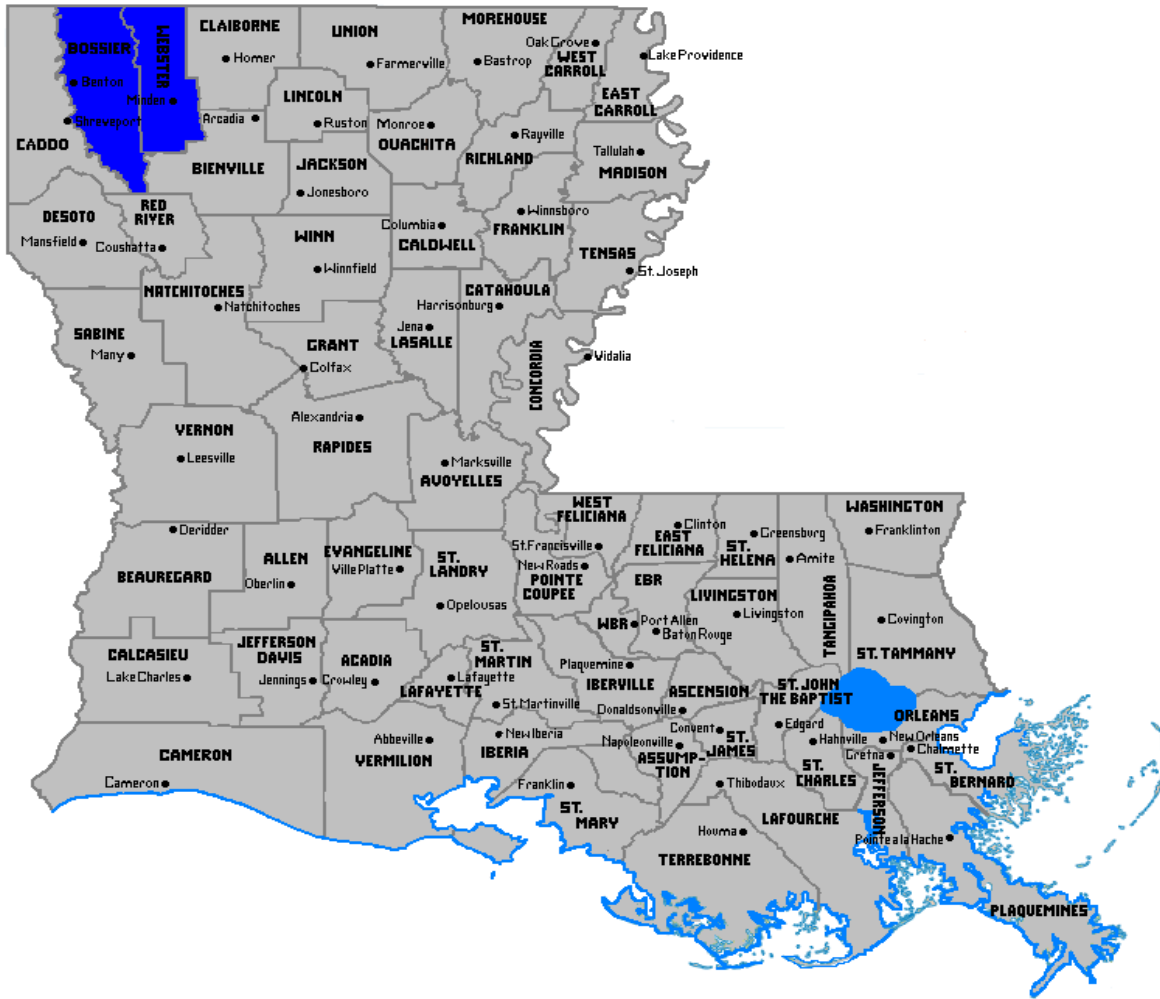 CLAIBORNE
UNION
MOREHOUSE
Oak Grove
WEST
CARROLL
Lake Providence
BOSSIER
WEBSTER
Homer
Farmerville
Bastrop
Benton
Minden
LINCOLN
EAST
CARROLL
Shreveport
Arcadia
Ruston
Monroe
OUACHITA
Rayville
RICHLAND
CADDO
BIENVILLE
JACKSON
Jonesboro
Tallulah
MADISON
DESOTO
RED
RIVER
Mansfield
Coushatta
WINN
Winnfield
Columbia
CALDWELL
Winnsboro
FRANKLIN
TENSAS
St. Joseph
NATCHITOCHES
Natchitoches
CATAHOULA
Harrisonburg
SABINE
Many
GRANT
Colfax
Jena
LASALLE
CONCORDIA
Vidalia
VERNON
Leesville
Alexandria
RAPIDES
Marksville
AVOYELLES
WEST
FELICIANA
St. Francisville
Clinton
EAST
FELICIANA
Greensburg
ST.
HELENA
WASHINGTON
Franklinton
Deridder
BEAUREGARD
ALLEN
Oberlin
EVANGELINE
Ville Platte
ST.
LANDRY
Opelousas
New Roads
POINTE
COUPEE
EBR
LIVINGSTON
Livingston
Amite
TANGIPAHOA
Covington
ST. TAMMANY
WBR
Port Allen
Baton Rouge
CALCASIEU
Lake Charles
JEFFERSON
DAVIS
Jennings
ACADIA
Crowley
LAFAYETTE
Lafayette
ST.
MARTIN
St. Martinville
Plaquemine
IBERVILLE
ASCENSION
Donaldsonville
ST. JOHN
THE BAPTIST
Edgard
ORLEANS
New Orleans
CAMERON
Cameron
Abbeville
VERMILION
New Iberia
IBERIA
Convent
Napoleonville
ASSUMP-
TION
ST.
JAMES
Hahnville
ST.
CHARLES
Gretna
Chalmette
ST.
BERNARD
JEFFERSON
Franklin
ST.
MARY
Thibodaux
LAFOURCHE
Houma
TERREBONNE
Pointe a la Hache
PLAQUEMINES